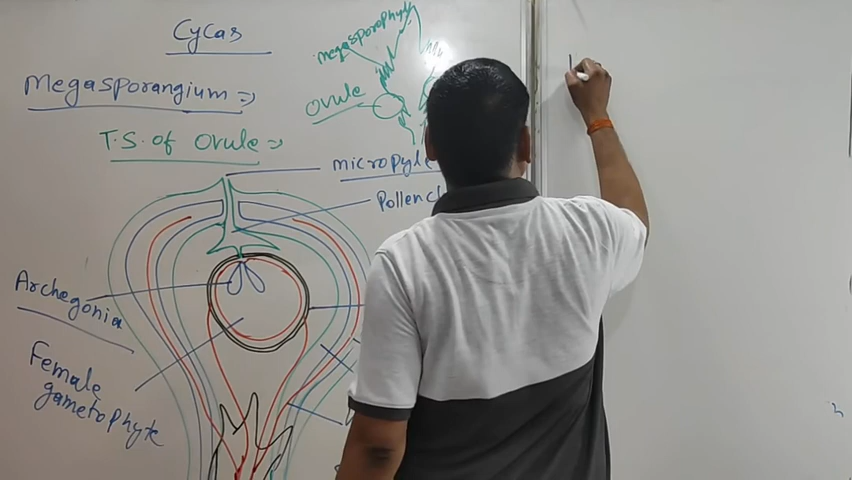 Cycas
megasporophyll
Megasporangium =>
Ovule
T.S. of Ovule =>
micropyle
Archegonia
Female
gametophyte